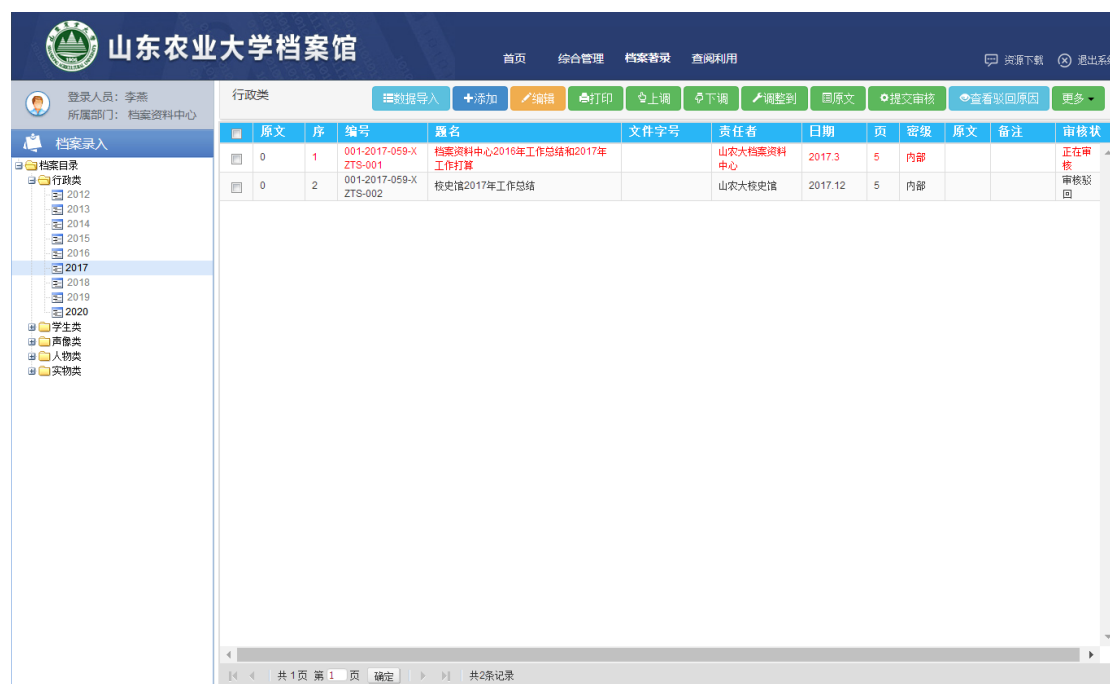 山东农业大学档案馆
首页 综合管理 档案著录 查阅利用
资源下载 退出系统
登录人员：李燕
所属部门：档案资料中心
档案录入
档案目录
行政类
2012
2013
2014
2015
2016
2017
2018
2019
2020
学生类
声像类
人物类
实物类
行政类 数据导入 添加 编辑 打印 上调 下调 调整到 原文 提交审核 查看驳回原因 更多
原文 序 编号 题名 文件字号 责任者 日期 页 密级 原文 备注 审核状
0 1 001-2017-059-X 档案资料中心2016年工作总结和2017年 山农大档案资料 2017.3 5 内部 正在审
ZTS-001 工作打算 中心 核
0 2 001-2017-059-X 校史馆2017年工作总结 山农大校史馆 2017.12 5 内部 审核驳
ZTS-002 回
共1页 第 1 页 确定 共2条记录